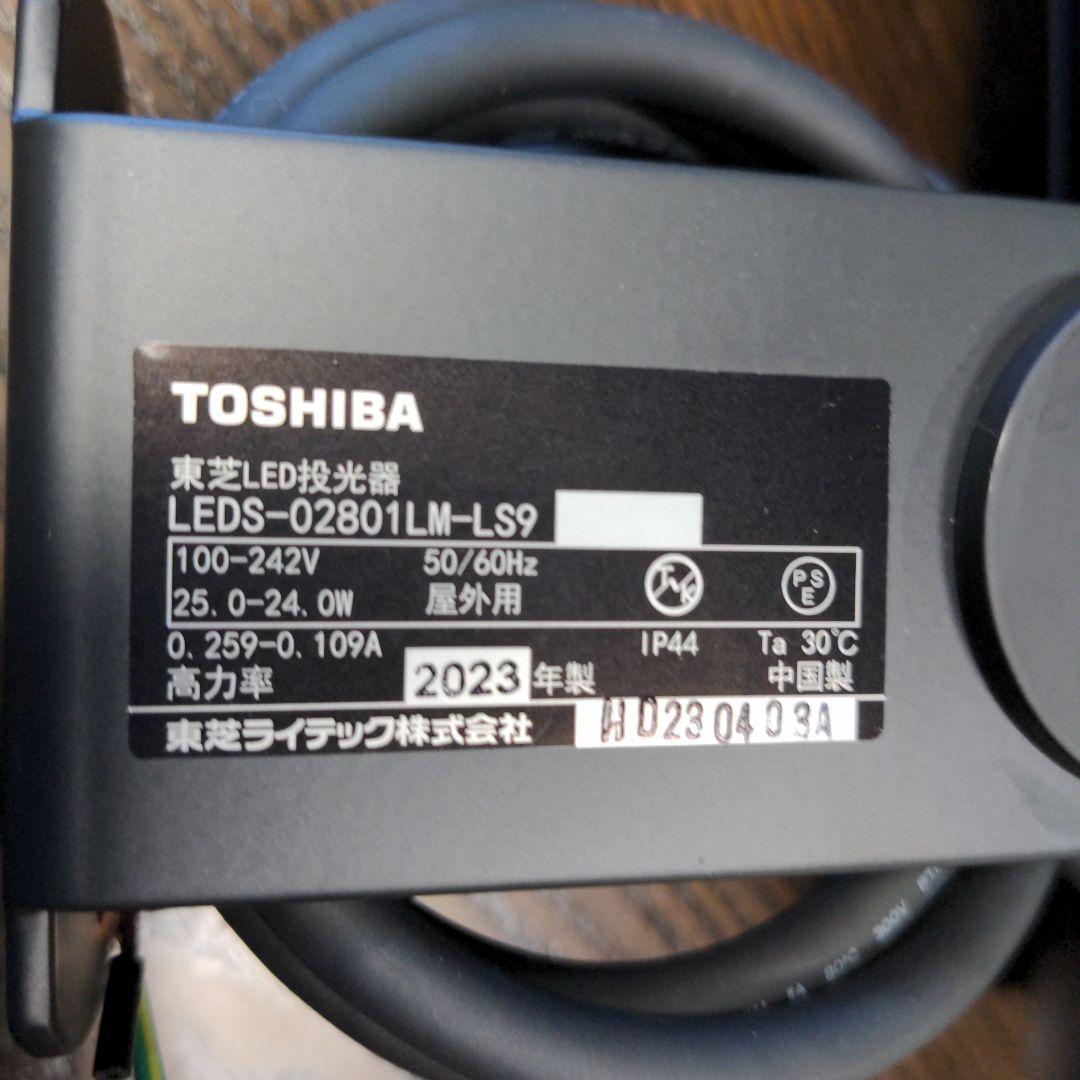 TOSHIBA
東芝LED投光器
LEDS-02801LM-LS9
100-242V 50/60Hz
25.0-24.0W 屋外用
PSE
0.259-0.109A IP44 Ta 30℃
高力率 2023 年製 中国製
東芝ライテック株式会社 HD230403A
300V